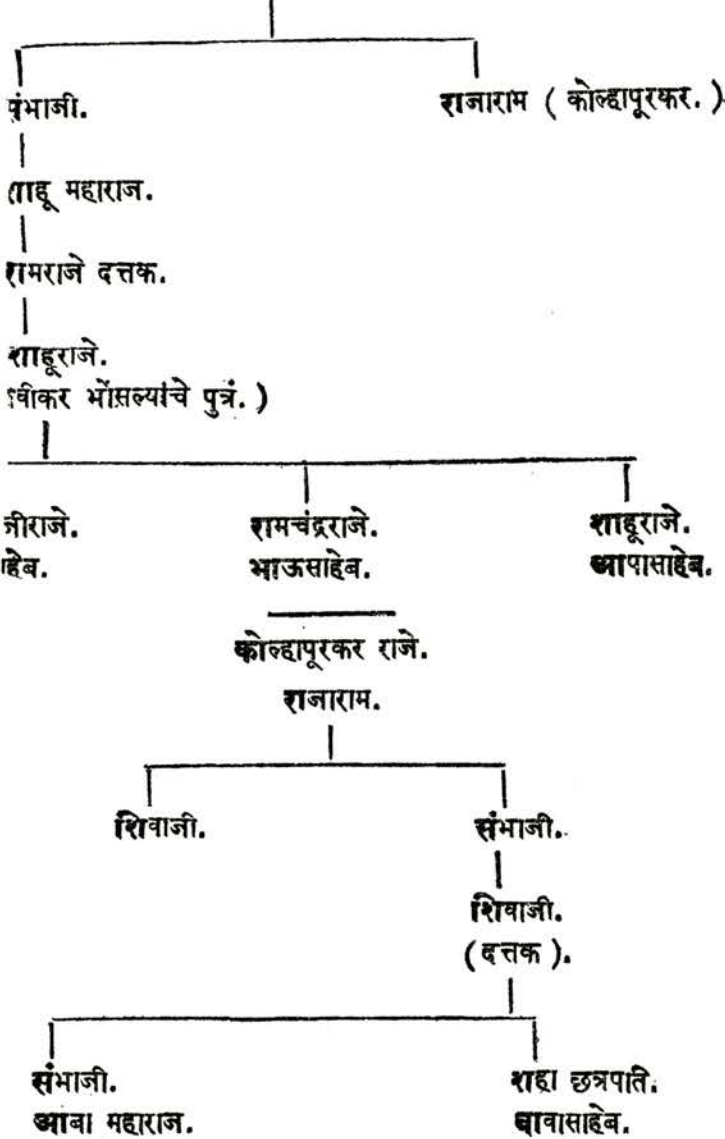 संभाजी. राजाराम ( कोल्हापूरकर. )
शाहू महाराज.
रामराजे दत्तक.
शाहूराजे.
भोंसल्यांचे पुत्रं. )
रामचंद्रराजे. शाहूराजे.
भाऊसाहेब. आपासाहेब.
कोल्हापूरकर राजे.
राजाराम.
शिवाजी. संभाजी.
शिवाजी.
( दत्तक ).
संभाजी. शहा छत्रपति.
आबा महाराज. बावासाहेब.